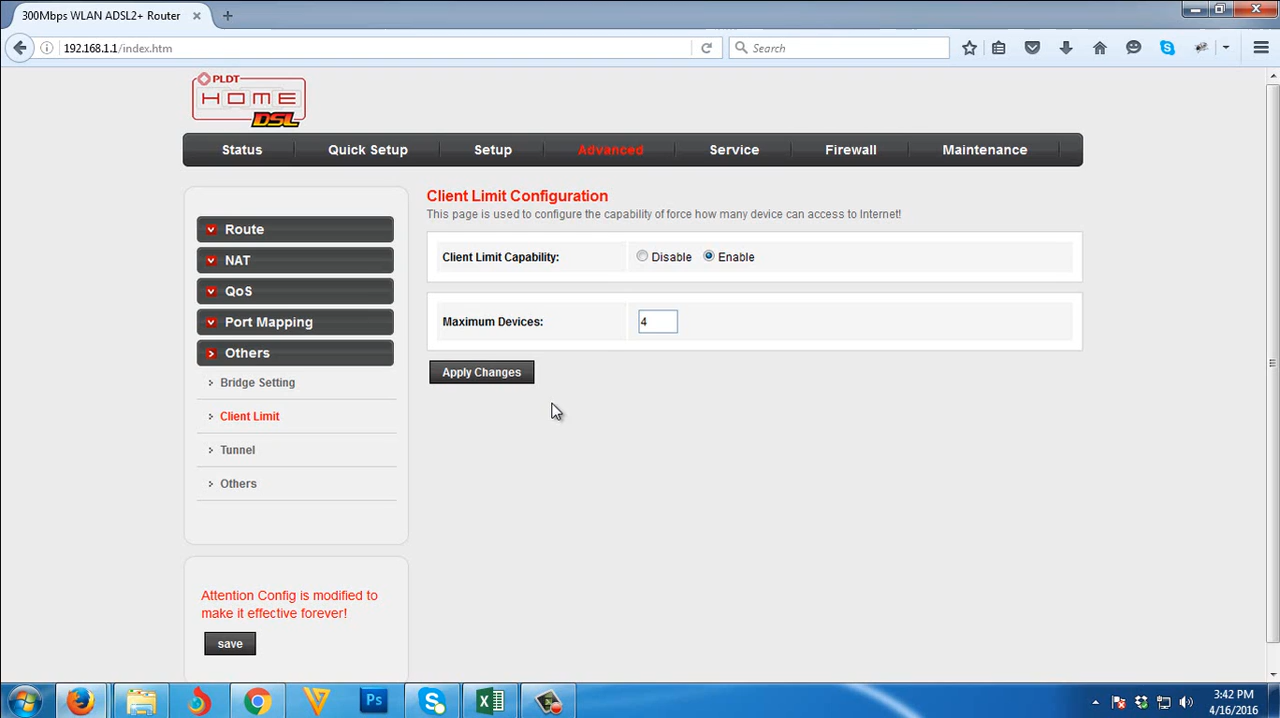 300Mbps WLAN ADSL2+ Router
192.168.1.1/index.htm
Search
PLDT
HOME
DSL
Status
Quick Setup
Setup
Advanced
Service
Firewall
Maintenance
Route
NAT
QoS
Port Mapping
Others
Bridge Setting
Client Limit
Tunnel
Others
Attention Config is modified to
make it effective forever!
save
Client Limit Configuration
This page is used to configure the capability of force how many device can access to Internet!
Client Limit Capability:
Disable
Enable
Maximum Devices:
4
Apply Changes
Ps
3:42 PM
4/16/2016